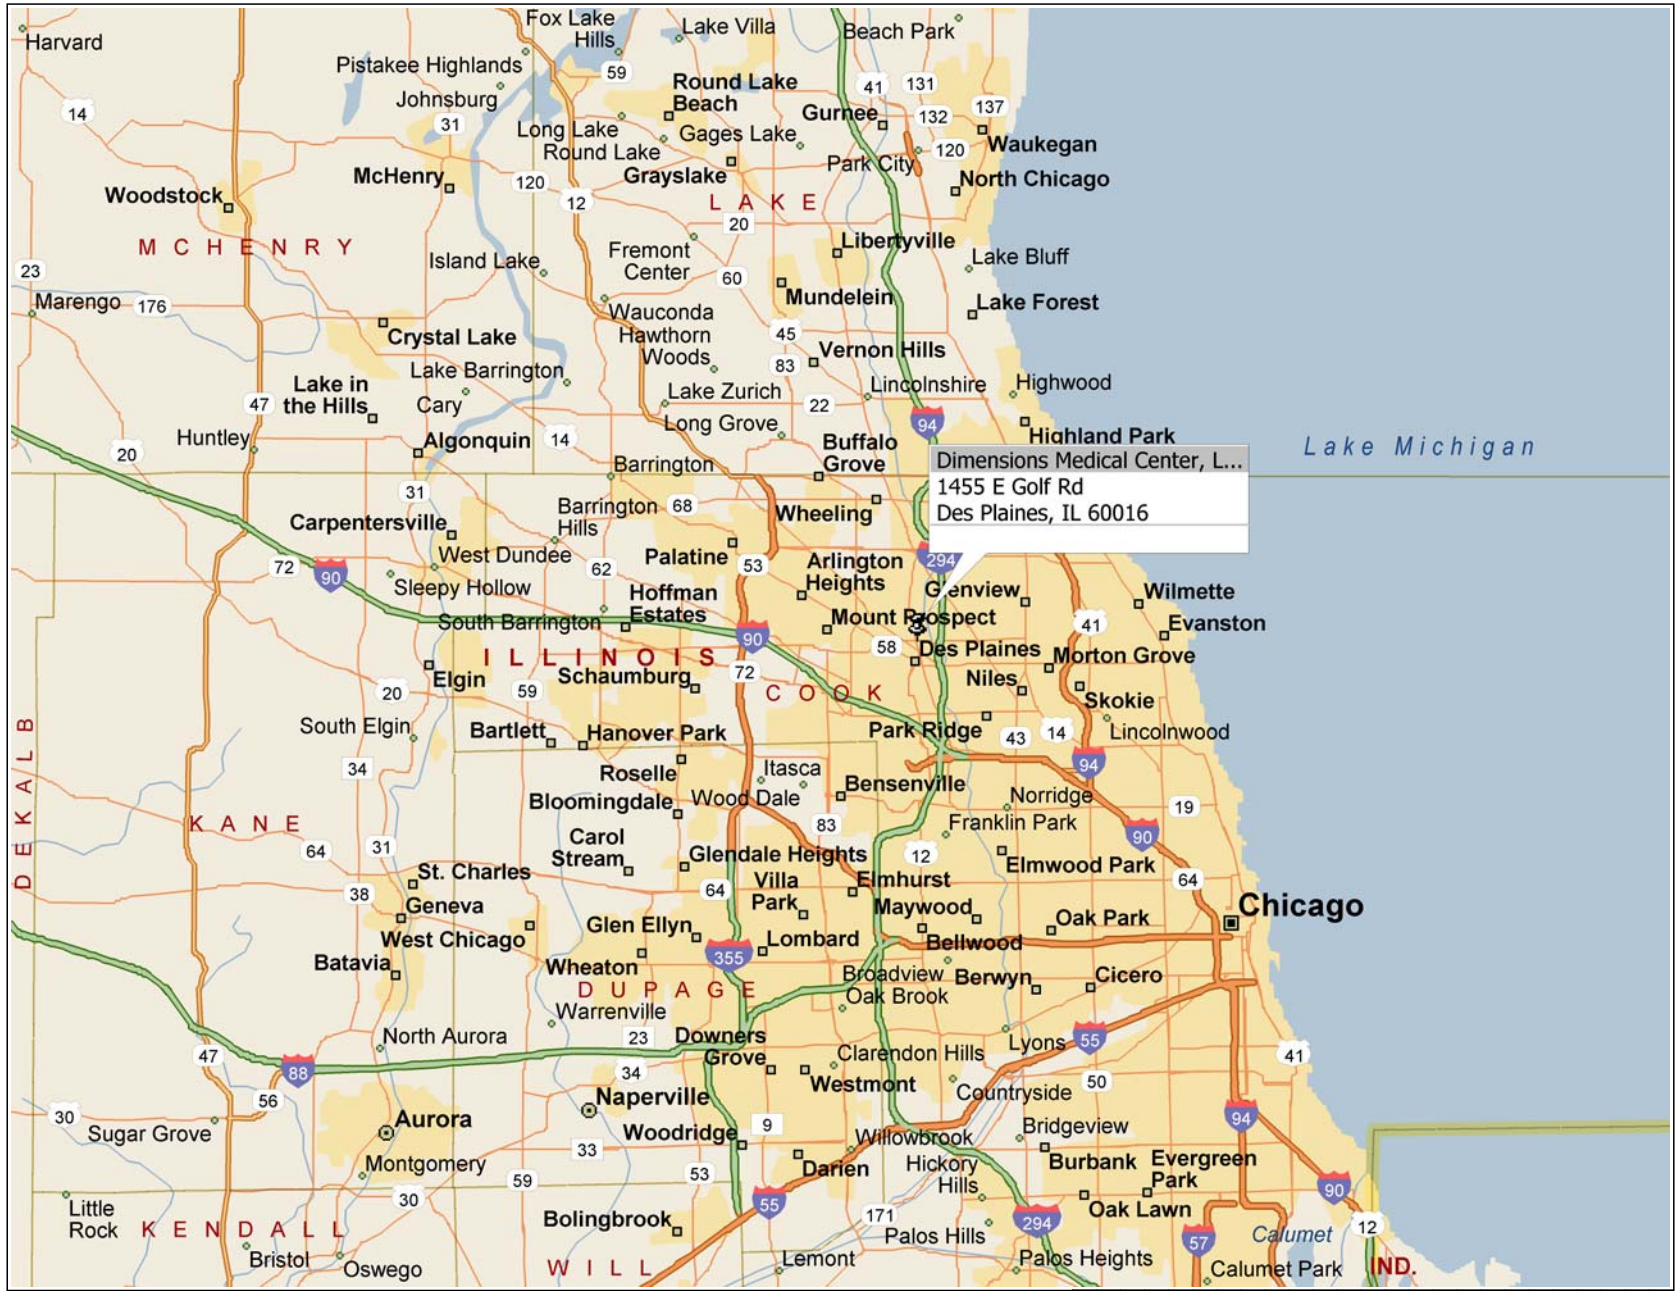 Harvard
Fox Lake
Hills
Lake Villa
Beach Park
Pistakee Highlands
59
Round Lake
Beach
41
131
Johnsburg
14
31
Gurnee
132
137
Long Lake
Gages Lake
Waukegan
Round Lake
120
Park City
McHenry
120
Grayslake
North Chicago
Woodstock
12
LAKE
20
MCHENRY
Libertyville
Fremont
Center
Island Lake
Lake Bluff
23
60
Marengo
176
Mundelein
Lake Forest
Wauconda
Crystal Lake
Hawthorn
Woods
45
Vernon Hills
83
Lake Barrington
Lake in
the Hills
Lincolnshire
Highwood
Lake Zurich
47
Cary
22
Long Grove
94
Huntley
Algonquin
14
Buffalo
Grove
Highland Park
Lake Michigan
20
Barrington
Dimensions Medical Center, L...
1455 E Golf Rd
Des Plaines, IL 60016
31
Barrington
Hills
68
Wheeling
Carpentersville
West Dundee
Palatine
53
Arlington
Heights
294
72
90
62
Sleepy Hollow
Hoffman
Estates
Glenview
Wilmette
South Barrington
90
Mount Prospect
41
Evanston
ILLINOIS
58
Des Plaines
Morton Grove
Elgin
59
Schaumburg
72
COOK
Niles
Skokie
20
South Elgin
Bartlett
Hanover Park
Park Ridge
43
14
Lincolnwood
DEKALB
34
Roselle
Itasca
94
Bensenville
Bloomingdale
Wood Dale
Norridge
19
KANE
83
Franklin Park
90
Carol
Stream
64
31
Glendale Heights
12
Elmwood Park
St. Charles
38
64
Villa
Park
Elmhurst
64
Geneva
Maywood
Oak Park
Chicago
West Chicago
Glen Ellyn
Lombard
Bellwood
355
Batavia
Wheaton
Broadview
Berwyn
Cicero
DUPAGE
Oak Brook
Warrenville
North Aurora
23
Downers
Grove
Lyons
55
47
88
34
Clarendon Hills
41
Westmont
50
56
Countryside
30
Aurora
Naperville
94
Sugar Grove
Woodridge
9
Willowbrook
Bridgeview
33
Darien
Hickory
Hills
Burbank
Evergreen
Park
Montgomery
59
53
30
55
90
Little
Rock
Oak Lawn
Bolingbrook
171
294
KENDALL
Palos Hills
57
Calumet
12
Bristol
Oswego
WILL
Lemont
Palos Heights
Calumet Park
IND.